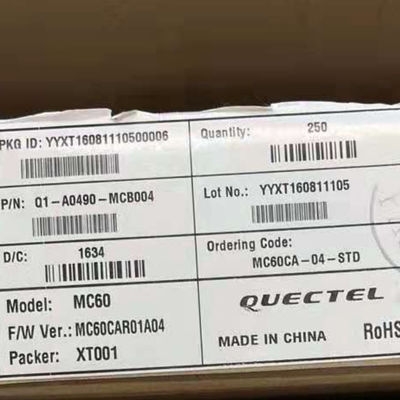 PKG ID: YYXT16081110500006
Quantity: 250
P/N: Q1-A0490-MCB004
Lot No.: YYXT160811105
D/C: 1634
Ordering Code:
MC60CA-04-STD
Model: MC60
F/W Ver.: MC60CAR01A04
Packer: XT001
QUECTEL
MADE IN CHINA
RoHS